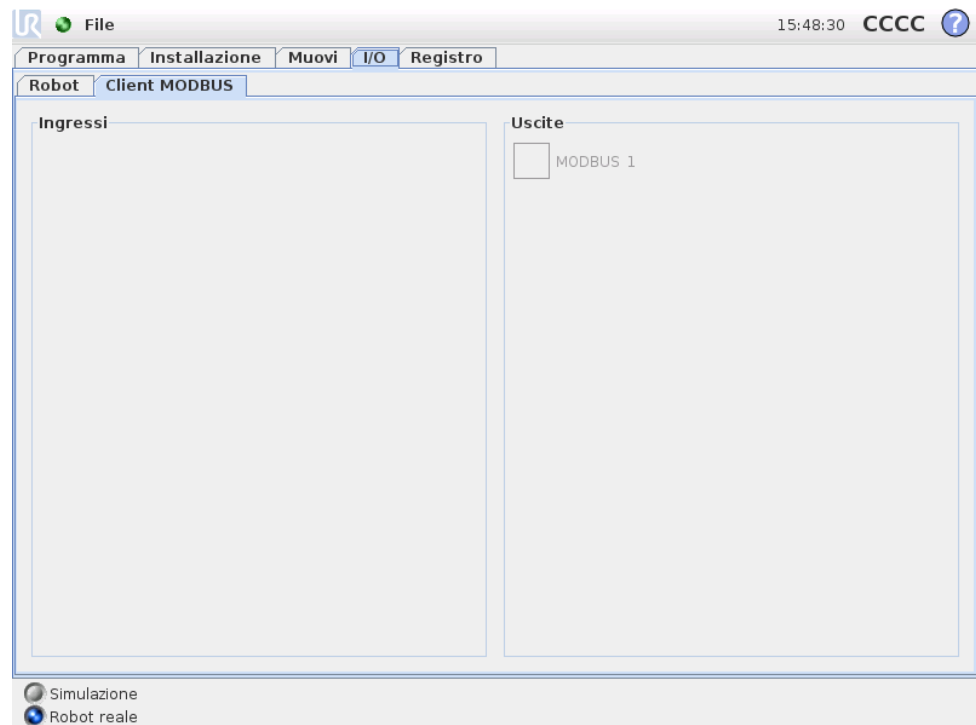 UR File 15:48:30 CCCC ?
Programma Installazione Muovi I/O Registro
Robot Client MODBUS
Ingressi Uscite
MODBUS 1
Simulazione
Robot reale